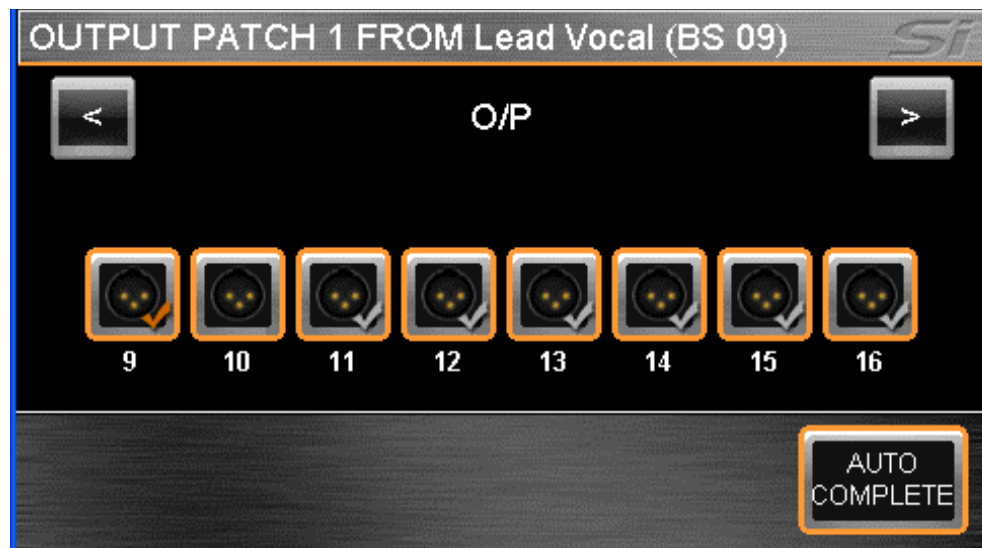 OUTPUT PATCH 1 FROM Lead Vocal (BS 09)
Si
<
O/P
>
9 10 11 12 13 14 15 16
AUTO
COMPLETE